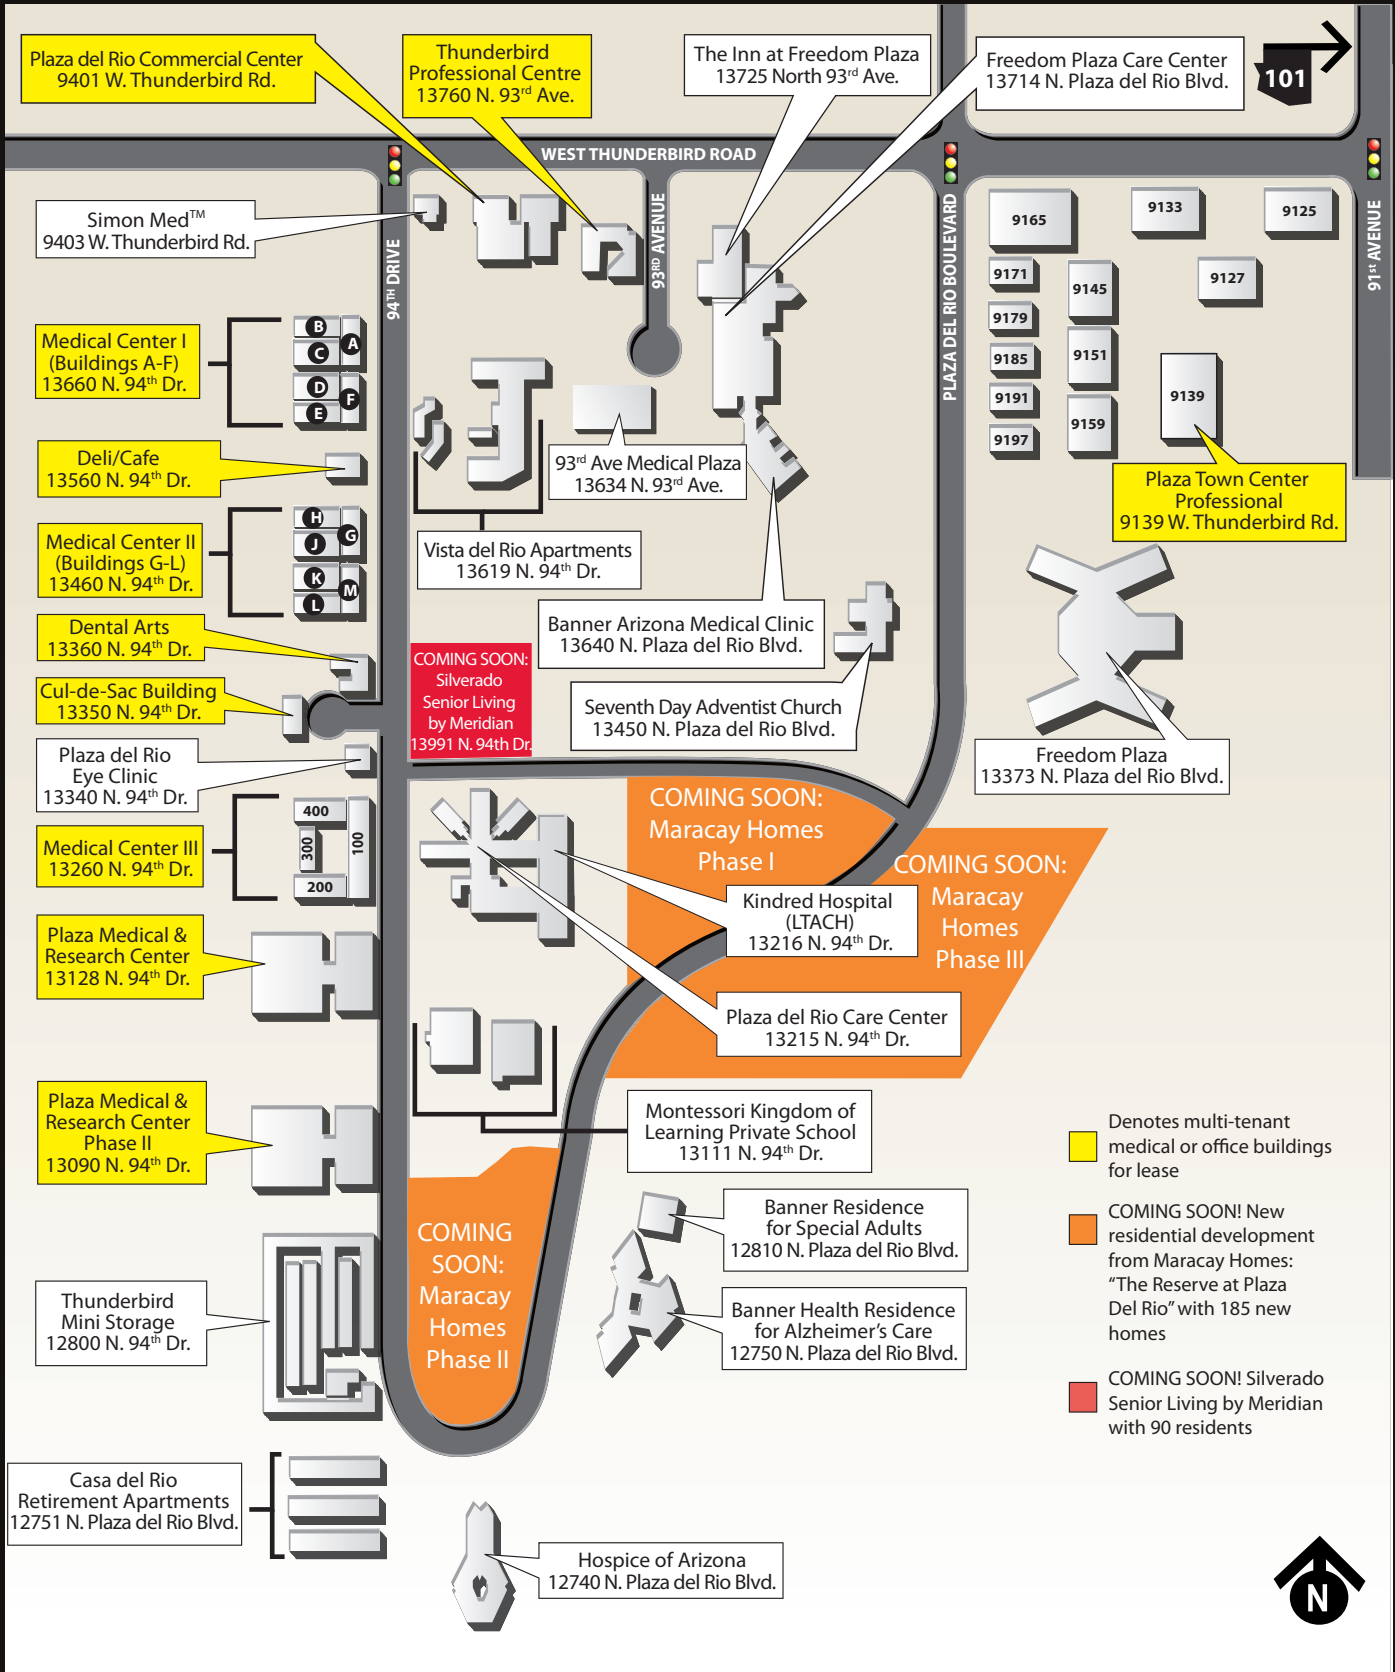 Plaza del Rio Commercial Center
9401 W. Thunderbird Rd.
Thunderbird
Professional Centre
13760 N. 93rd Ave.
The Inn at Freedom Plaza
13725 North 93rd Ave.
Freedom Plaza Care Center
13714 N. Plaza del Rio Blvd.
101
WEST THUNDERBIRD ROAD
Simon Med™
9403 W. Thunderbird Rd.
94TH DRIVE
93RD AVENUE
PLAZA DEL RIO BOULEVARD
91st AVENUE
9165
9133
9125
9171
9145
9127
9179
9185
9151
9191
9139
9197
9159
Medical Center I
(Buildings A-F)
13660 N. 94th Dr.
B
A
C
D
F
E
Deli/Cafe
13560 N. 94th Dr.
93rd Ave Medical Plaza
13634 N. 93rd Ave.
Plaza Town Center
Professional
9139 W. Thunderbird Rd.
Medical Center II
(Buildings G-L)
13460 N. 94th Dr.
H
G
J
K
M
L
Vista del Rio Apartments
13619 N. 94th Dr.
Dental Arts
13360 N. 94th Dr.
Banner Arizona Medical Clinic
13640 N. Plaza del Rio Blvd.
COMING SOON:
Silverado
Senior Living
by Meridian
13991 N. 94th Dr.
Cul-de-Sac Building
13350 N. 94th Dr.
Seventh Day Adventist Church
13450 N. Plaza del Rio Blvd.
Freedom Plaza
13373 N. Plaza del Rio Blvd.
Plaza del Rio
Eye Clinic
13340 N. 94th Dr.
COMING SOON:
Maracay Homes
Phase I
Medical Center III
13260 N. 94th Dr.
400
300
100
200
COMING SOON:
Maracay
Homes
Phase III
Kindred Hospital
(LTACH)
13216 N. 94th Dr.
Plaza Medical &
Research Center
13128 N. 94th Dr.
Plaza del Rio Care Center
13215 N. 94th Dr.
Plaza Medical &
Research Center
Phase II
13090 N. 94th Dr.
Montessori Kingdom of
Learning Private School
13111 N. 94th Dr.
Denotes multi-tenant
medical or office buildings
for lease
COMING
SOON:
Maracay
Homes
Phase II
Banner Residence
for Special Adults
12810 N. Plaza del Rio Blvd.
COMING SOON! New
residential development
from Maracay Homes:
“The Reserve at Plaza
Del Rio” with 185 new
homes
Thunderbird
Mini Storage
12800 N. 94th Dr.
Banner Health Residence
for Alzheimer’s Care
12750 N. Plaza del Rio Blvd.
COMING SOON! Silverado
Senior Living by Meridian
with 90 residents
Casa del Rio
Retirement Apartments
12751 N. Plaza del Rio Blvd.
Hospice of Arizona
12740 N. Plaza del Rio Blvd.
N